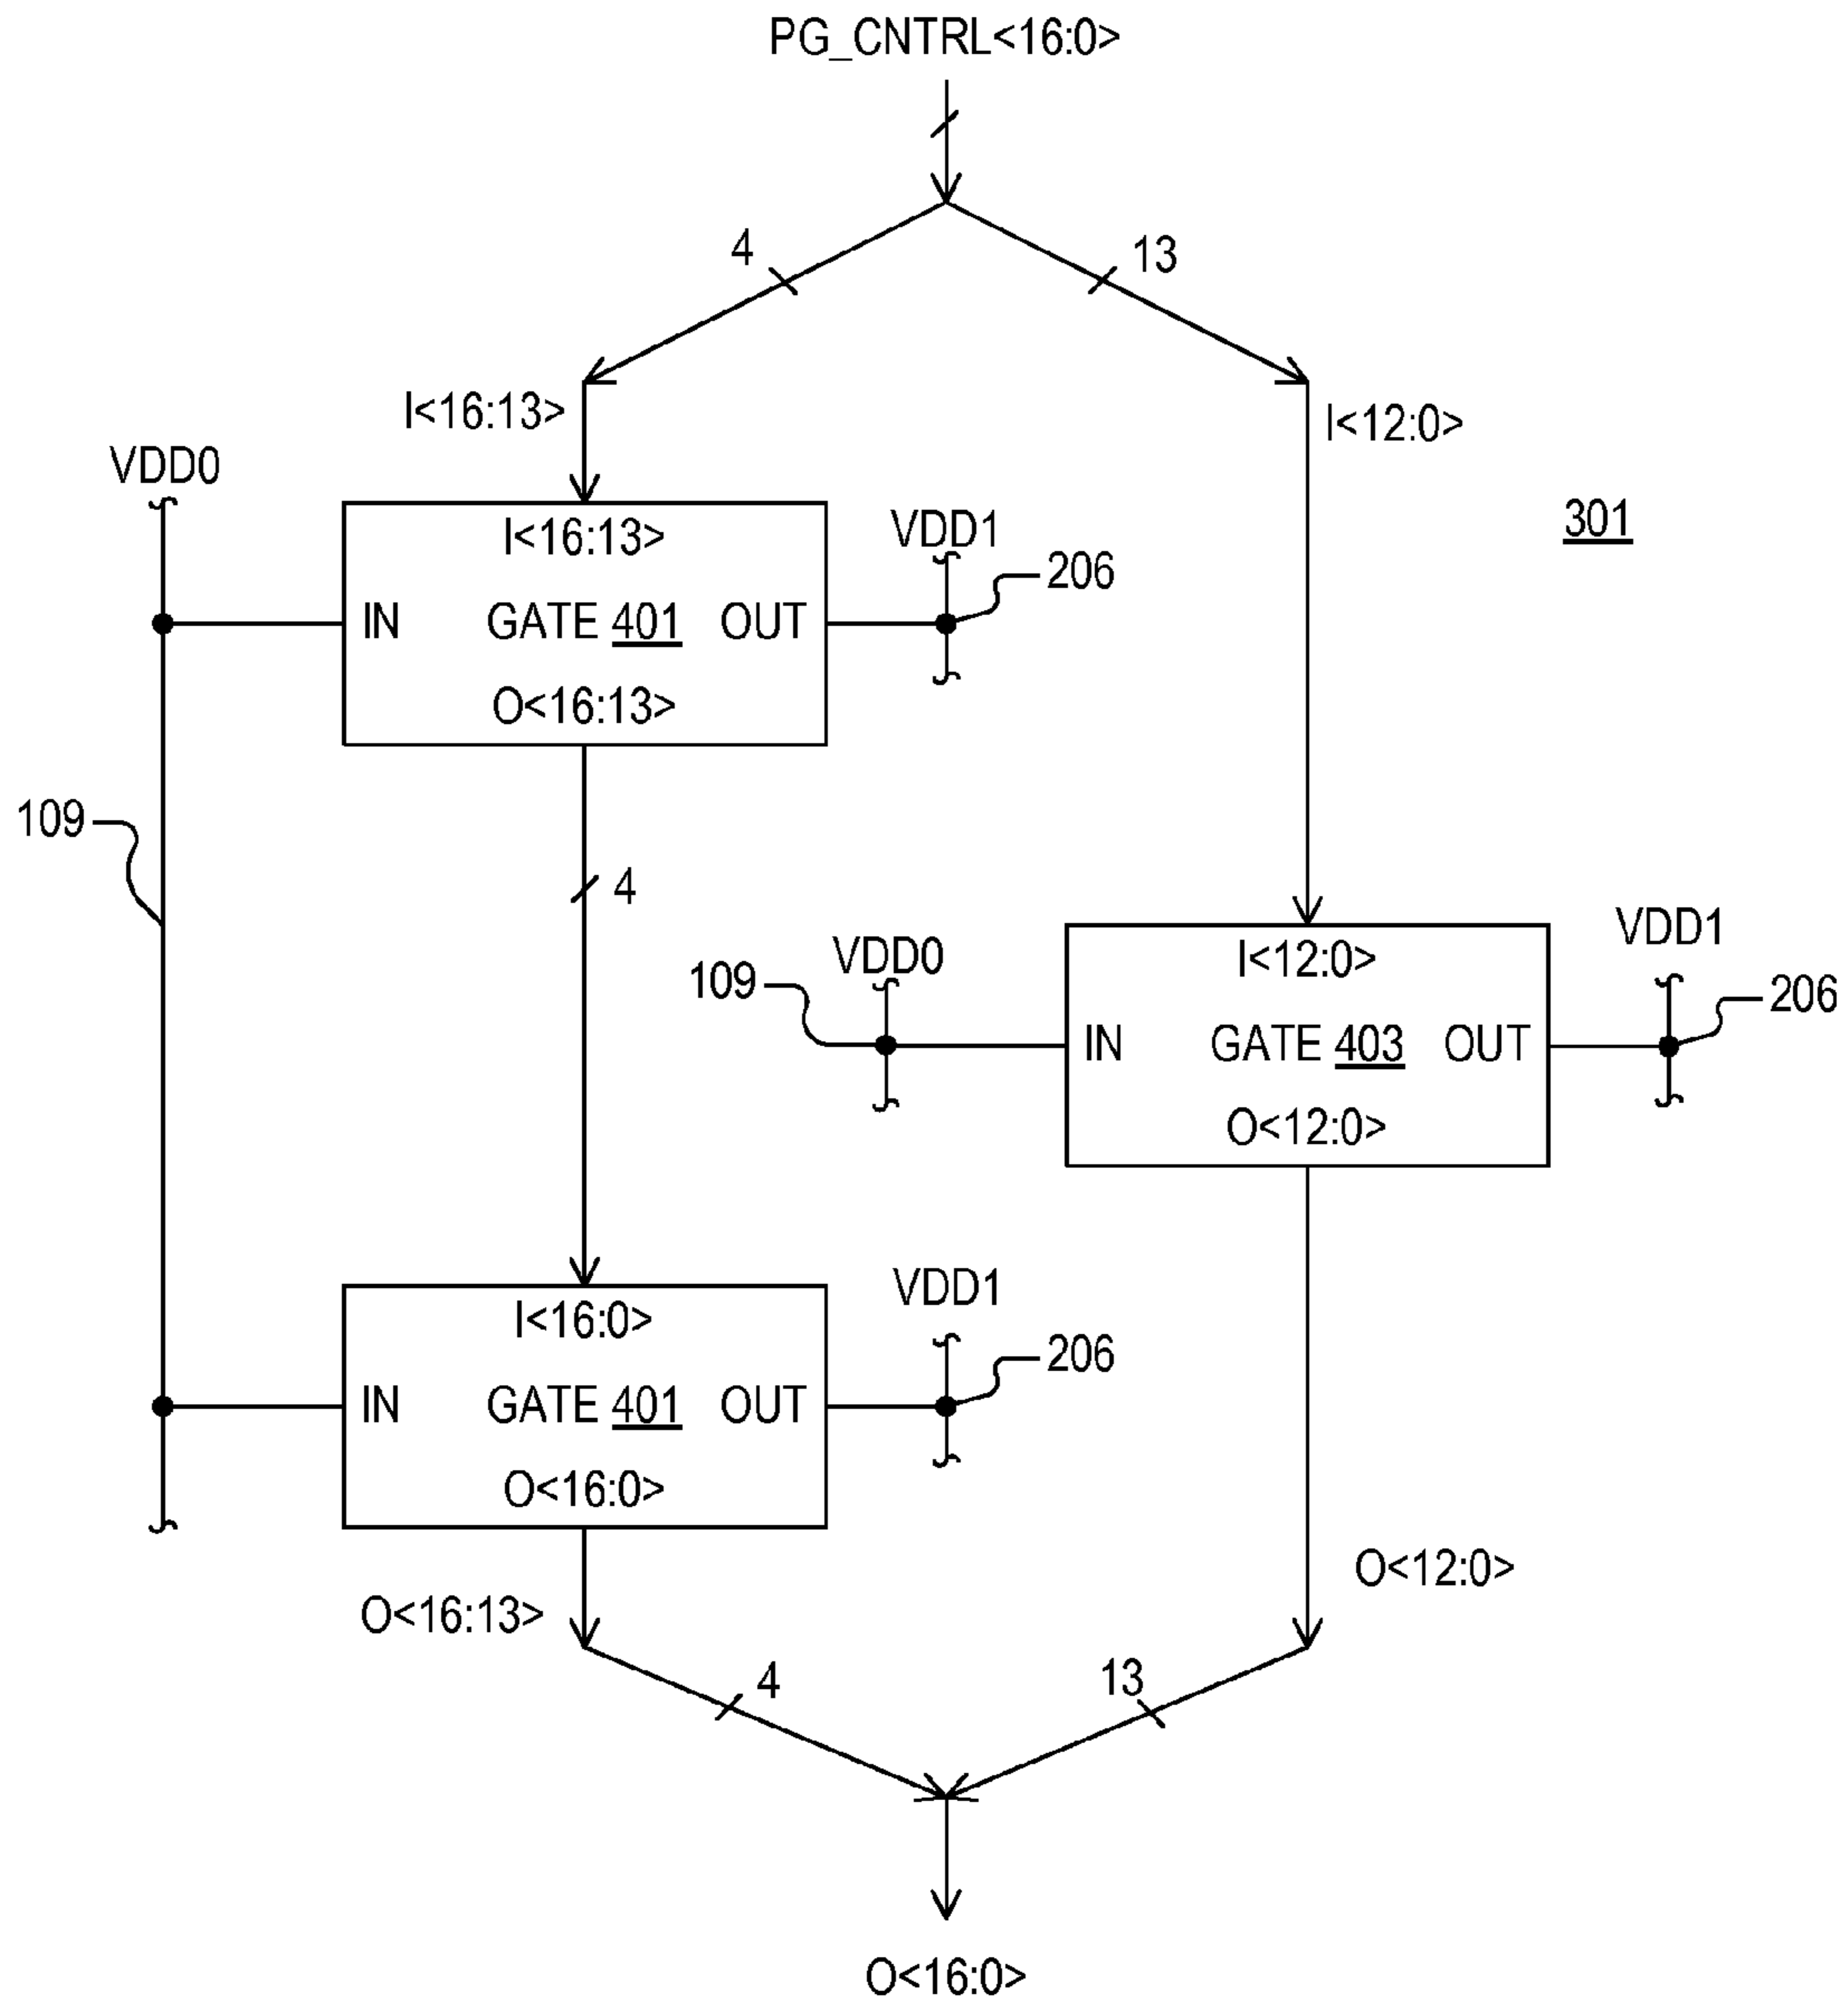 PG_CNTRL<16:0>
4
13
I<16:13>
I<12:0>
VDD0
I<16:13>
VDD1
301
206
IN GATE 401 OUT
O<16:13>
109
4
VDD0
I<12:0>
VDD1
109
206
IN GATE 403 OUT
O<12:0>
VDD1
I<16:0>
206
IN GATE 401 OUT
O<16:0>
O<12:0>
O<16:13>
4
13
O<16:0>